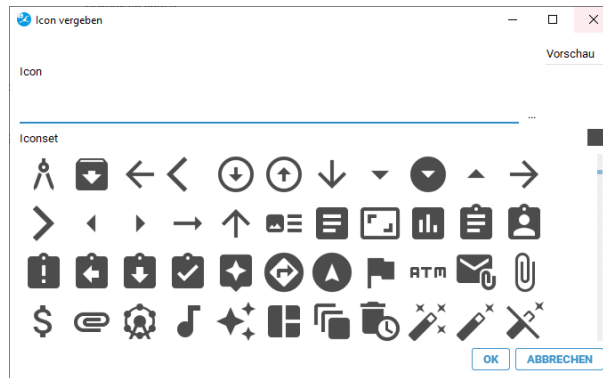 Icon vergeben
Vorschau
Icon
...
Iconset
ATM
OK
ABBRECHEN